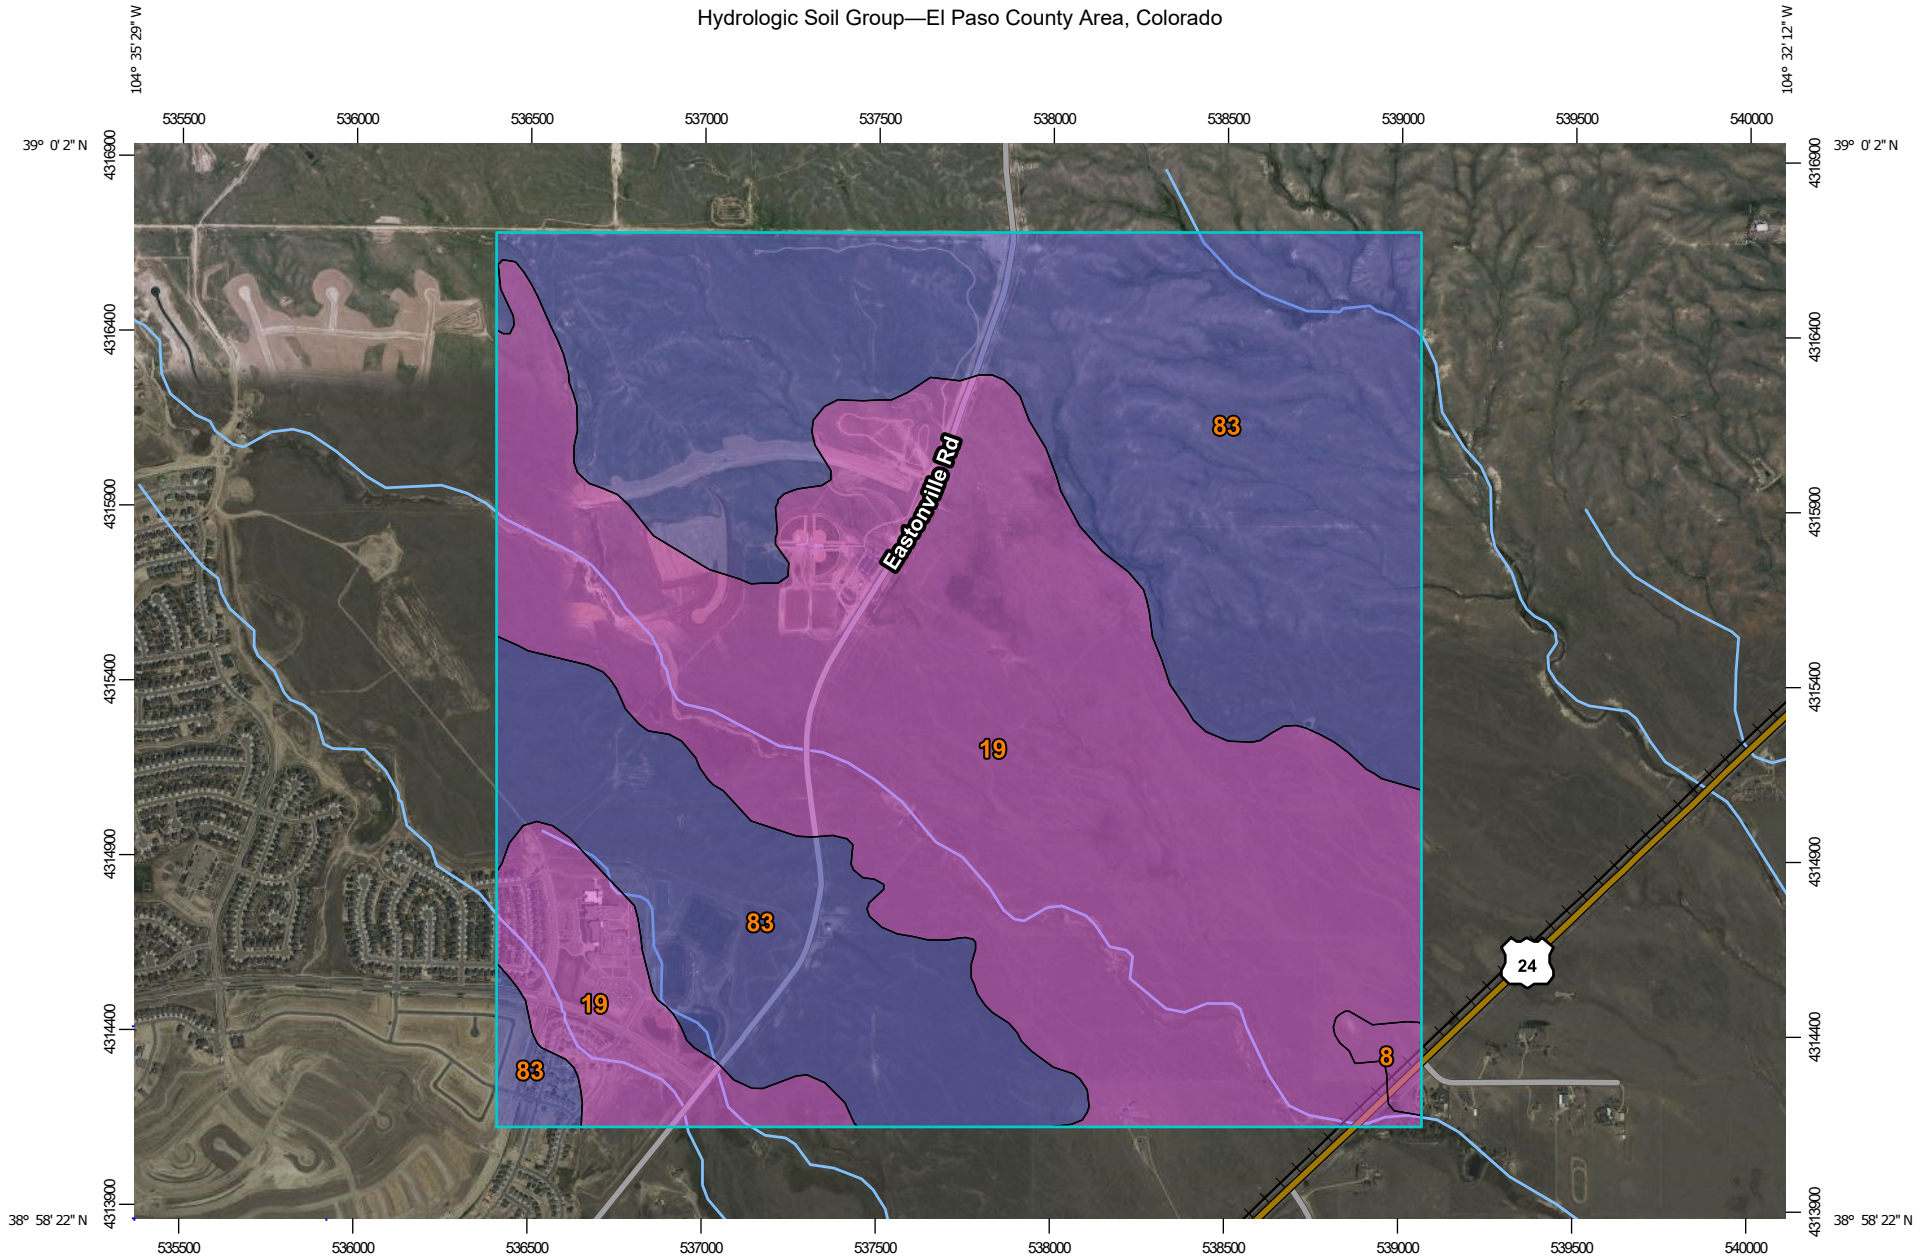 Hydrologic Soil Group—El Paso County Area, Colorado
104° 35' 29" W
104° 32' 12" W
535500 536000 536500 537000 537500 538000 538500 539000 539500 540000
39° 0' 2" N
39° 0' 2" N
4316900
4316900
4316400
4316400
83
Eastonville Rd
4315900
4315900
4315400
4315400
19
4314900
4314900
83
24
19
4314400
4314400
8
83
4313900
4313900
38° 58' 22" N
38° 58' 22" N
535500 536000 536500 537000 537500 538000 538500 539000 539500 540000